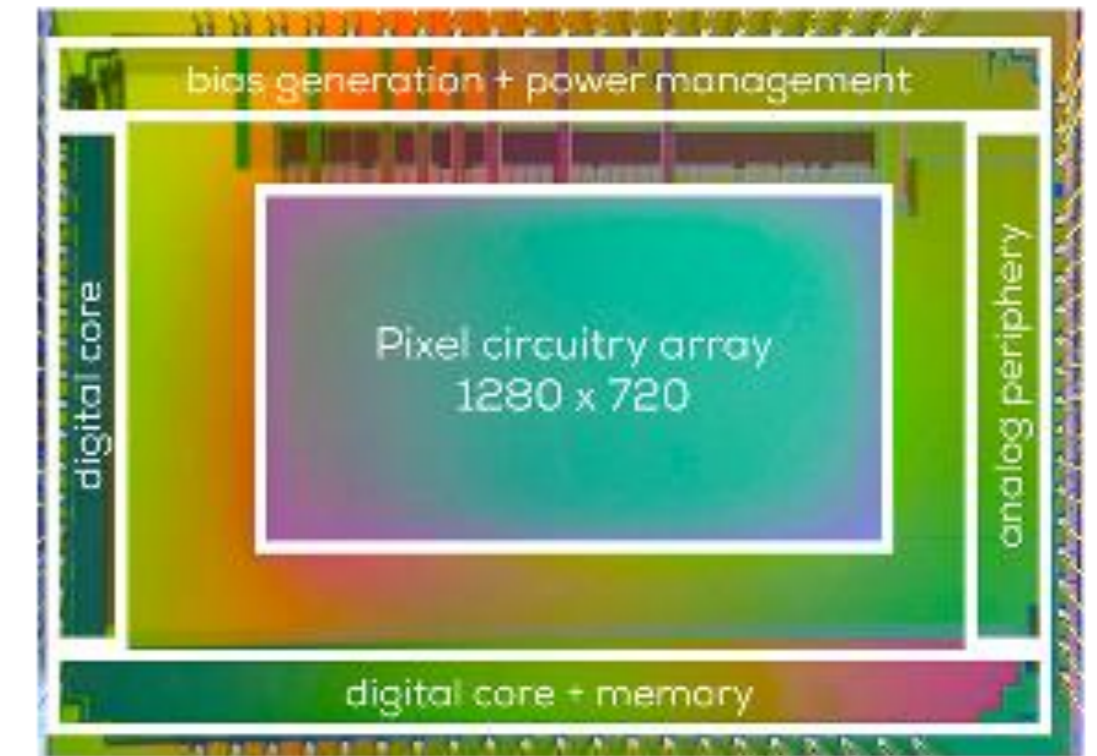 bias generation + power management
digital core
Pixel circuitry array
1280 x 720
analog periphery
digital core + memory